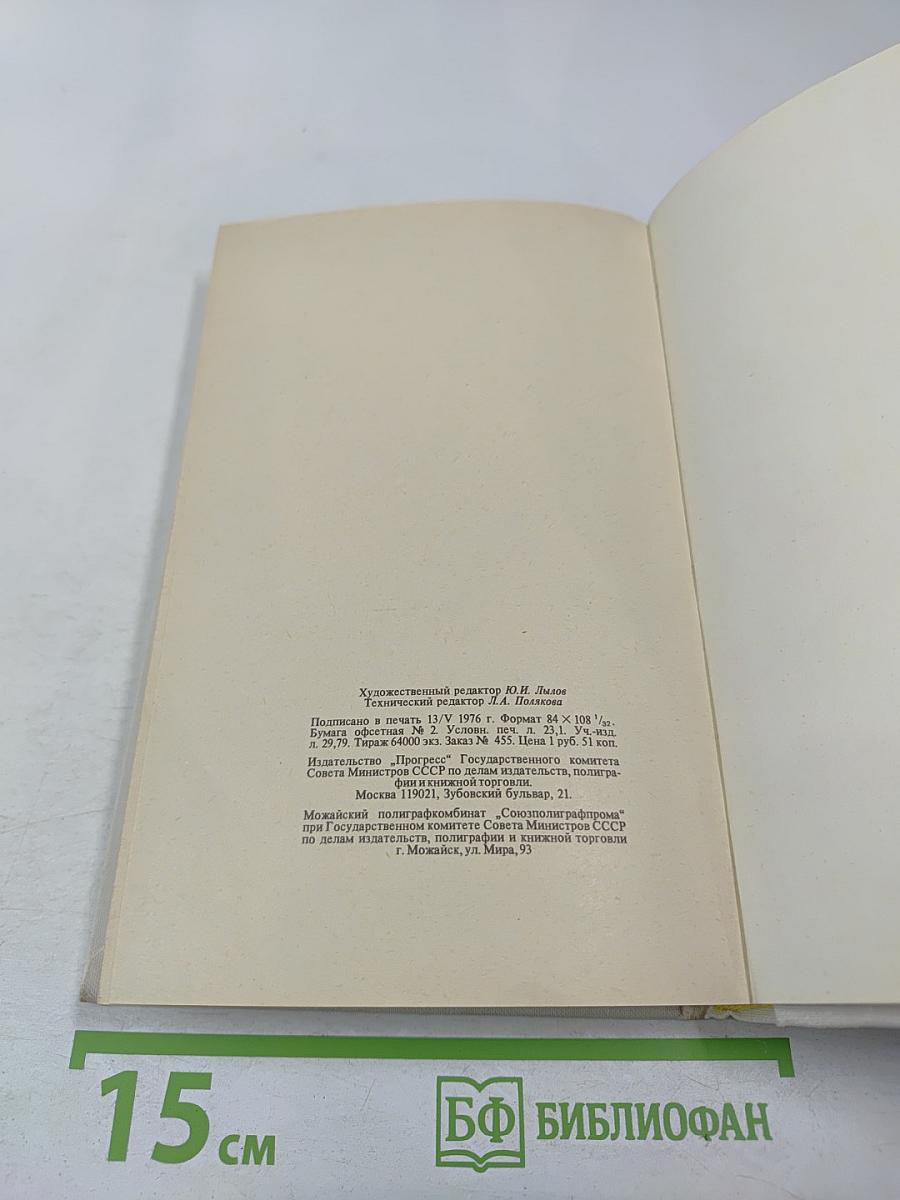 Художественный редактор Ю.И. Лылов
Технический редактор Л.А. Полякова
Подписано в печать 13/V 1976 г. Формат 84 × 108 1/32.
Бумага офсетная № 2. Условн. печ. л. 23,1. Уч.-изд.
л. 29,79. Тираж 64000 экз. Заказ № 455. Цена 1 руб. 51 коп.
Издательство „Прогресс“ Государственного комитета
Совета Министров СССР по делам издательств, полигра-
фии и книжной торговли.
Москва 119021, Зубовский бульвар, 21.
Можайский полиграфкомбинат „Союзполиграфпрома“
при Государственном комитете Совета Министров СССР
по делам издательств, полиграфии и книжной торговли
г. Можайск, ул. Мира, 93
15 см
БФ БИБЛИОФАН